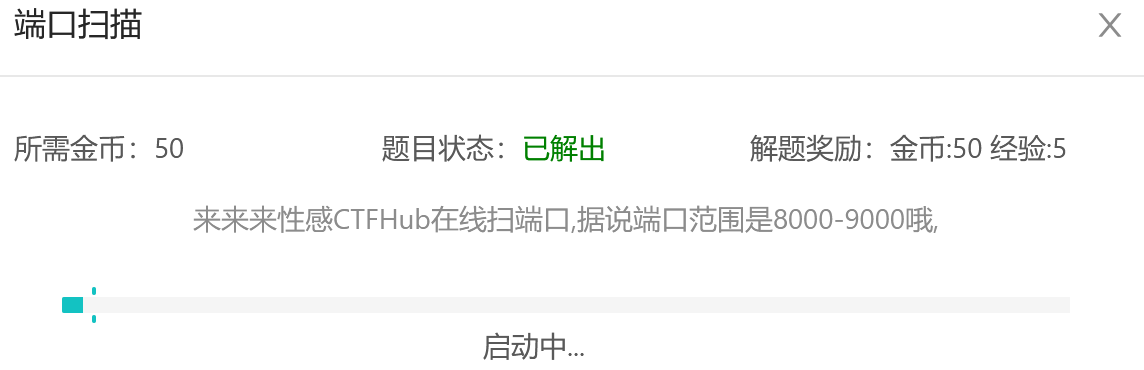 端口扫描 X
所需金币：50 题目状态：已解出 解题奖励：金币:50 经验:5
来来来性感CTFHub在线扫端口,据说端口范围是8000-9000哦,
启动中...